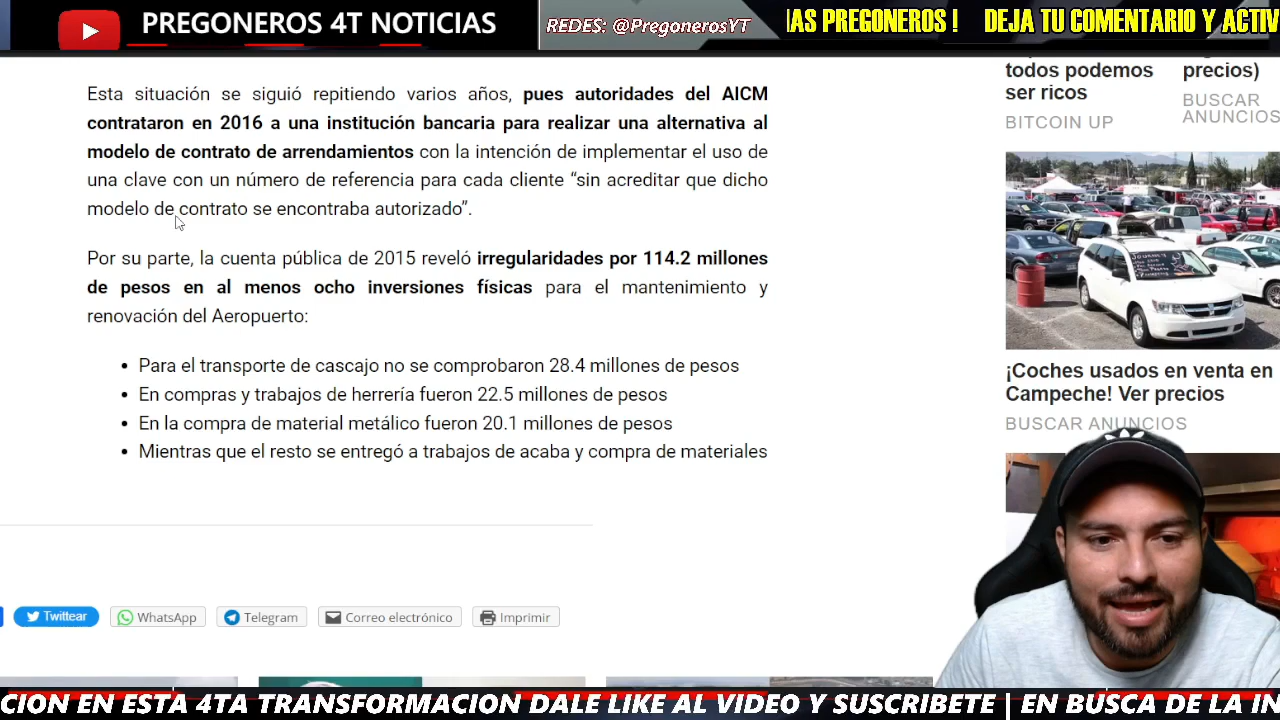 PREGONEROS 4T NOTICIAS
REDES: @PregonerosYT
¡AS PREGONEROS ! DEJA TU COMENTARIO Y ACTIV
Esta situación se siguió repitiendo varios años, pues autoridades del AICM
contrataron en 2016 a una institución bancaria para realizar una alternativa al
modelo de contrato de arrendamientos con la intención de implementar el uso de
una clave con un número de referencia para cada cliente “sin acreditar que dicho
modelo de contrato se encontraba autorizado”.
Por su parte, la cuenta pública de 2015 reveló irregularidades por 114.2 millones
de pesos en al menos ocho inversiones físicas para el mantenimiento y
renovación del Aeropuerto:
Para el transporte de cascajo no se comprobaron 28.4 millones de pesos
En compras y trabajos de herrería fueron 22.5 millones de pesos
En la compra de material metálico fueron 20.1 millones de pesos
Mientras que el resto se entregó a trabajos de acaba y compra de materiales
Twittear
WhatsApp
Telegram
Correo electrónico
Imprimir
todos podemos
ser ricos
BITCOIN UP
precios)
BUSCAR
ANUNCIOS
¡Coches usados en venta en
Campeche! Ver precios
BUSCAR ANUNCIOS
CION EN ESTA 4TA TRANSFORMACION DALE LIKE AL VIDEO Y SUSCRIBETE | EN BUSCA DE LA IN